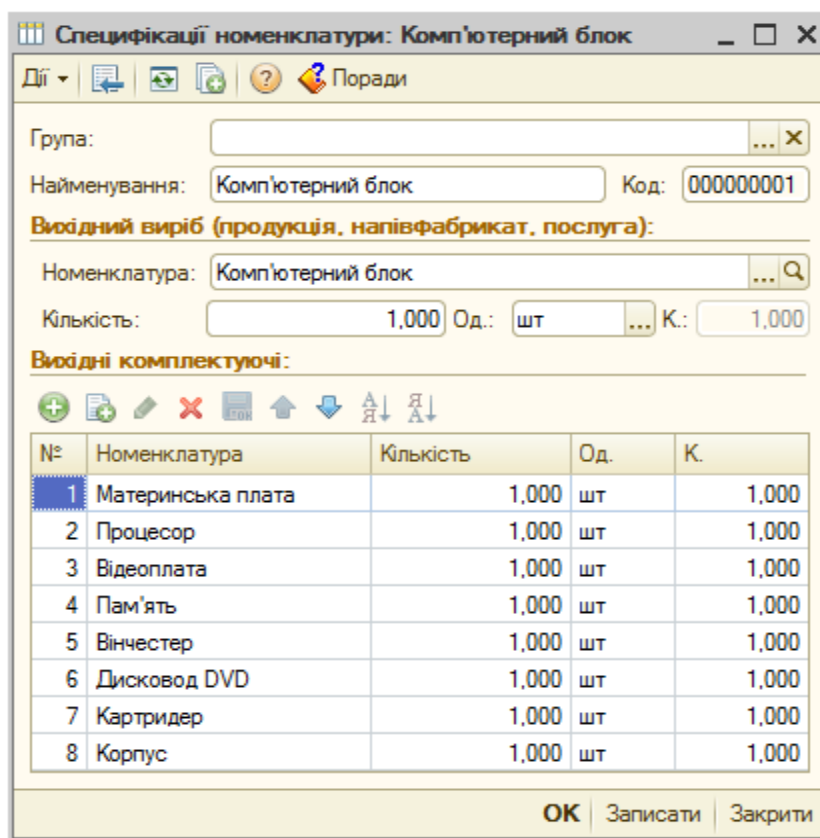 Специфікації номенклатури: Комп'ютерний блок
Дії Поради
Група: ...
Найменування: Комп'ютерний блок Код: 000000001
Вихідний виріб (продукція, напівфабрикат, послуга):
Номенклатура: Комп'ютерний блок ...
Кількість: 1,000 Од.: шт ... К.: 1,000
Вихідні комплектуючі:
№ Номенклатура Кількість Од. К.
1 Материнська плата 1,000 шт 1,000
2 Процесор 1,000 шт 1,000
3 Відеоплата 1,000 шт 1,000
4 Пам'ять 1,000 шт 1,000
5 Вінчестер 1,000 шт 1,000
6 Дисковод DVD 1,000 шт 1,000
7 Картридер 1,000 шт 1,000
8 Корпус 1,000 шт 1,000
OK Записати Закрити